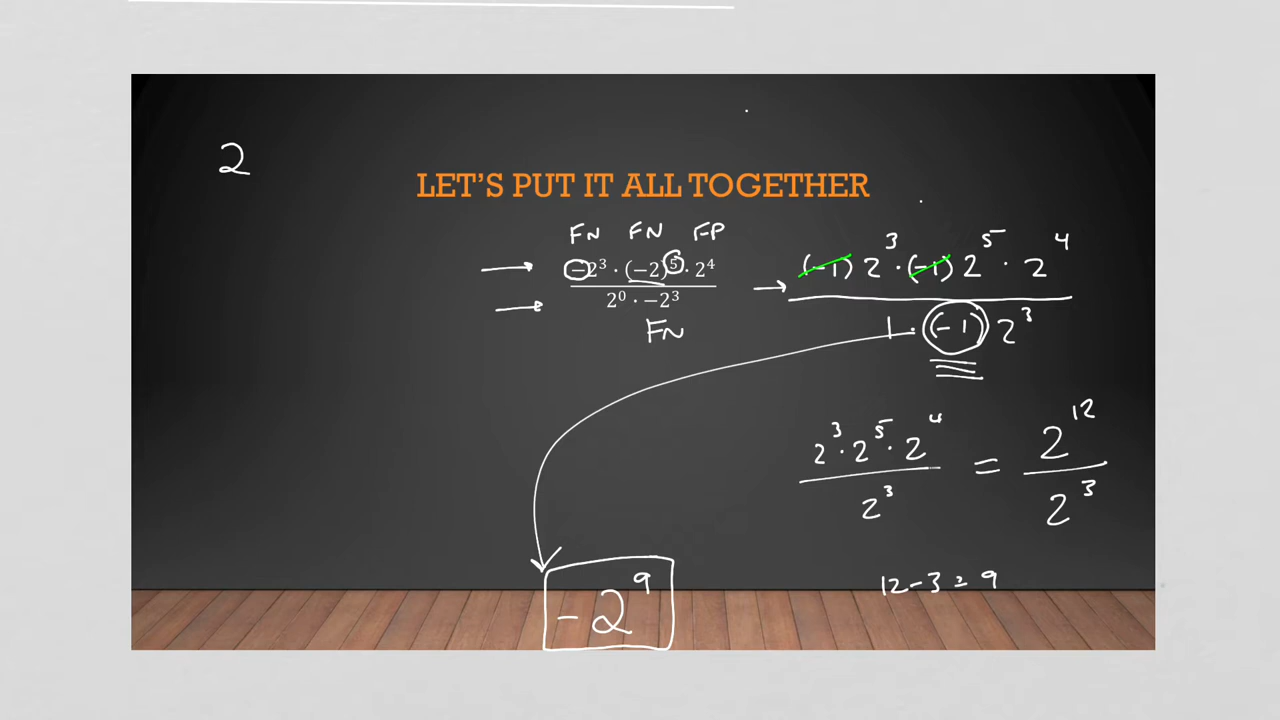 2
LET'S PUT IT ALL TOGETHER
FN FN FP
−2³ · (−2)⁵ · 2⁴
2⁰ · −2³
FN
(-1) 2³ · (-1) 2⁵ · 2⁴
1 · (-1) 2³
2³ · 2⁵ · 2⁴ = 2¹²
2³ 2³
12 - 3 = 9
-2⁹